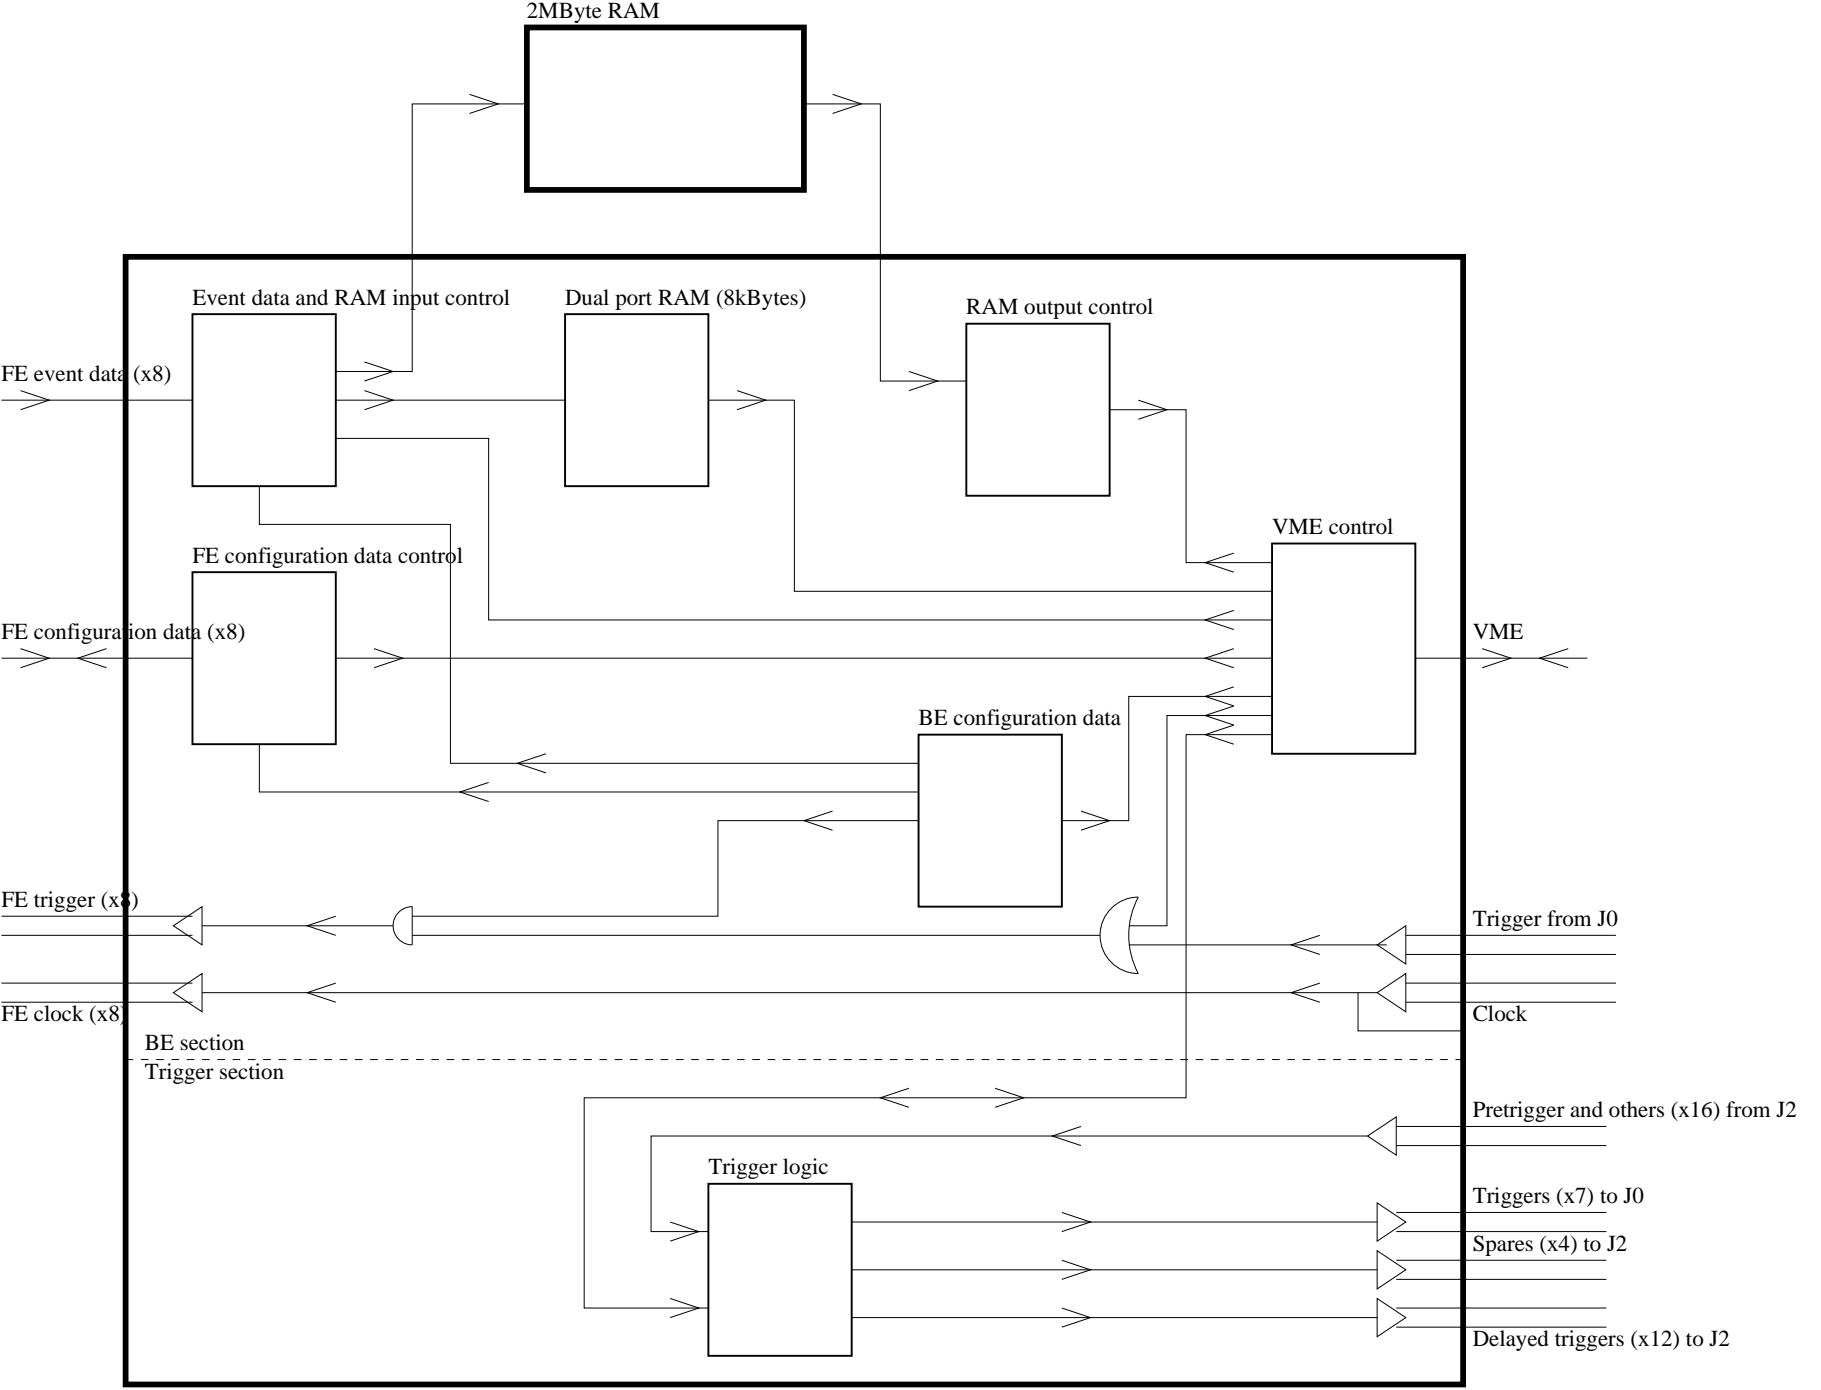 2MByte RAM
Event data and RAM input control
Dual port RAM (8kBytes)
RAM output control
FE event data (x8)
VME control
FE configuration data control
FE configuration data (x8)
VME
BE configuration data
FE trigger (x8)
Trigger from J0
FE clock (x8)
Clock
BE section
Trigger section
Pretrigger and others (x16) from J2
Trigger logic
Triggers (x7) to J0
Spares (x4) to J2
Delayed triggers (x12) to J2